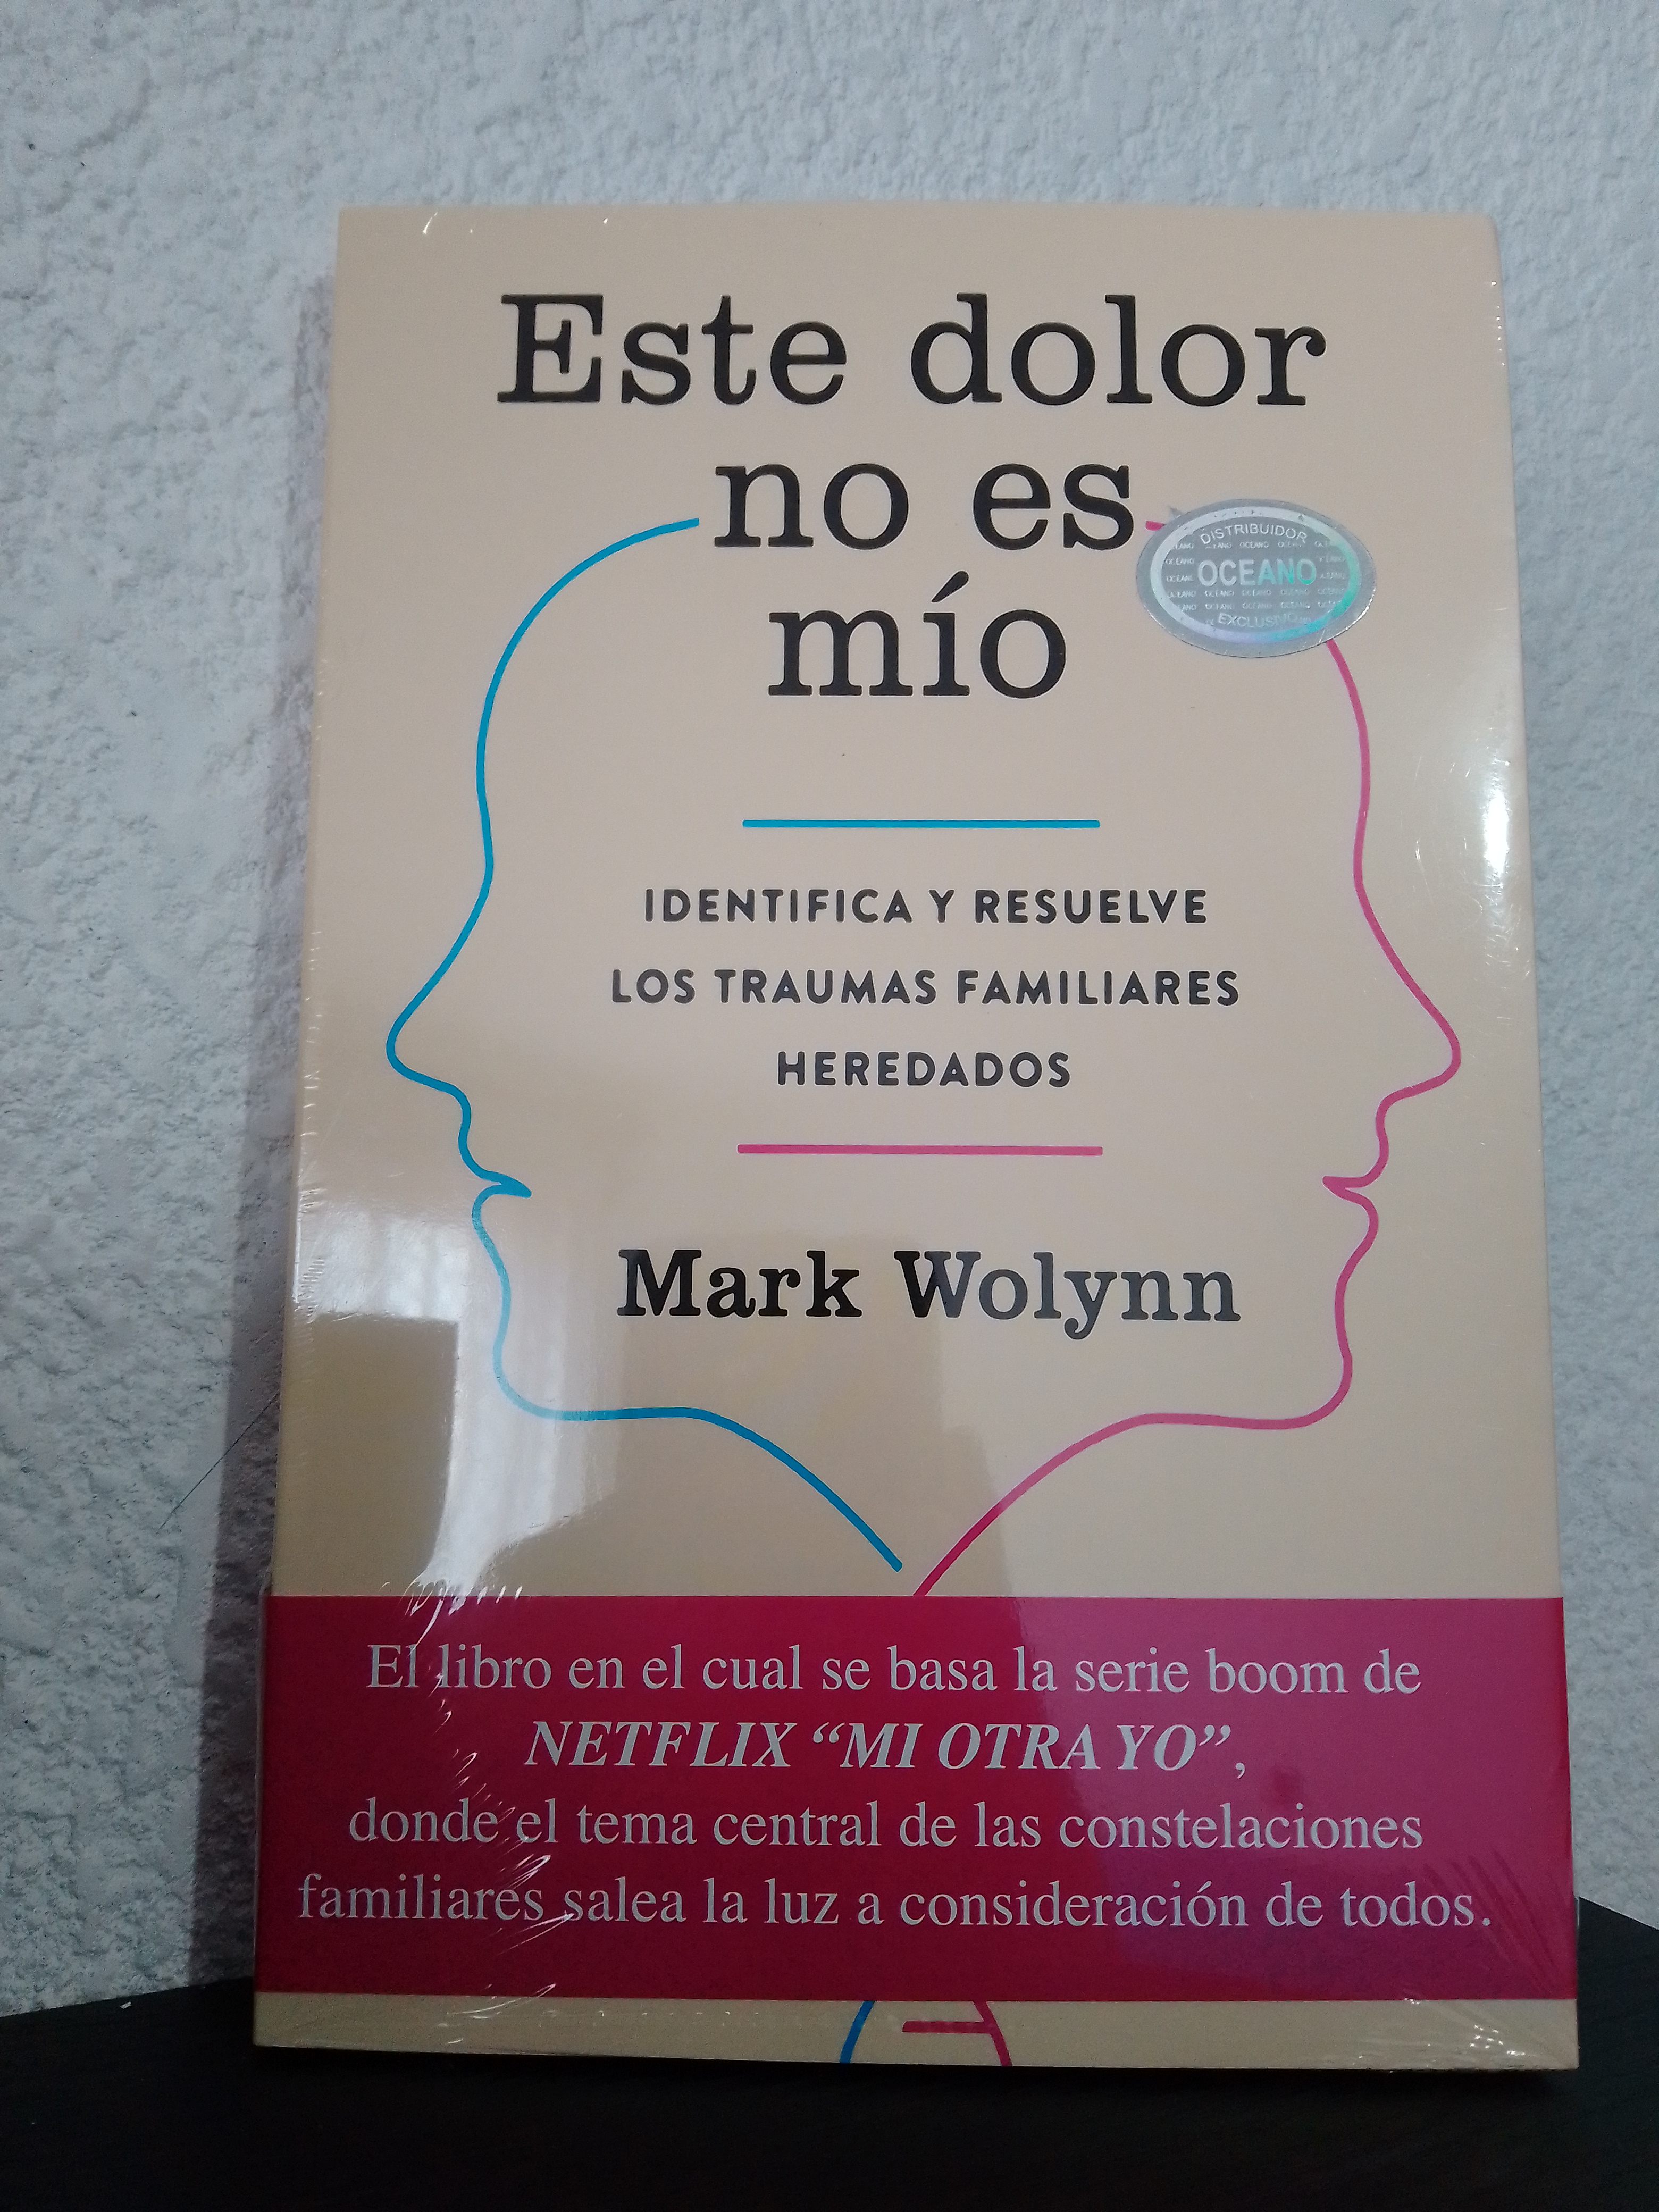 Este dolor
no es
mío
DISTRIBUIDOR
OCEANO
EXCLUSIVO
IDENTIFICA Y RESUELVE
LOS TRAUMAS FAMILIARES
HEREDADOS
Mark Wolynn
El libro en el cual se basa la serie boom de
NETFLIX “MI OTRA YO”,
donde el tema central de las constelaciones
familiares salea la luz a consideración de todos.